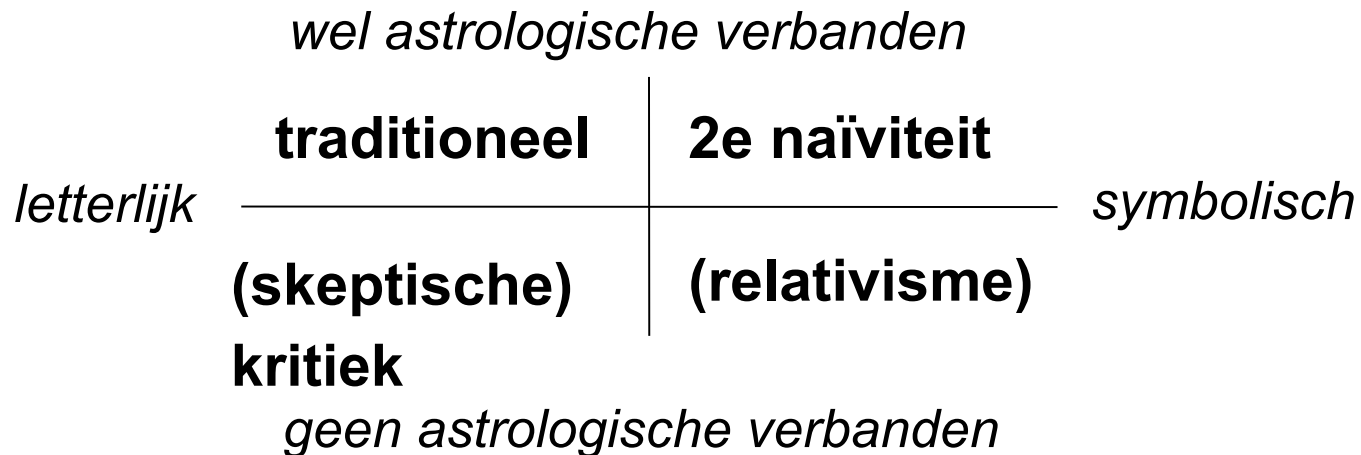 wel astrologische verbanden
traditioneel
2e naïviteit
letterlijk
symbolisch
(skeptische)
(relativisme)
kritiek
geen astrologische verbanden